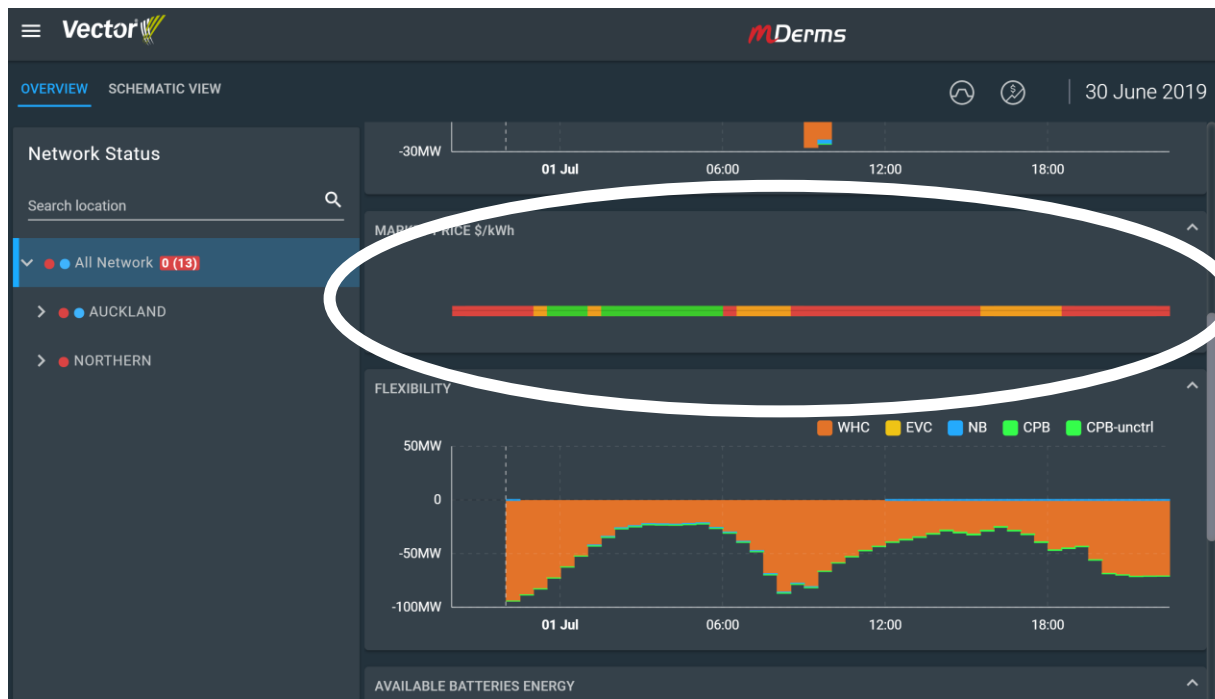 Vector
mDerms
OVERVIEW SCHEMATIC VIEW
30 June 2019
Network Status
Search location
All Network 0 (13)
AUCKLAND
NORTHERN
-30MW
01 Jul 06:00 12:00 18:00
MARKET PRICE $/kWh
FLEXIBILITY
WHC EVC NB CPB CPB-unctrl
50MW
0
-50MW
-100MW
01 Jul 06:00 12:00 18:00
AVAILABLE BATTERIES ENERGY